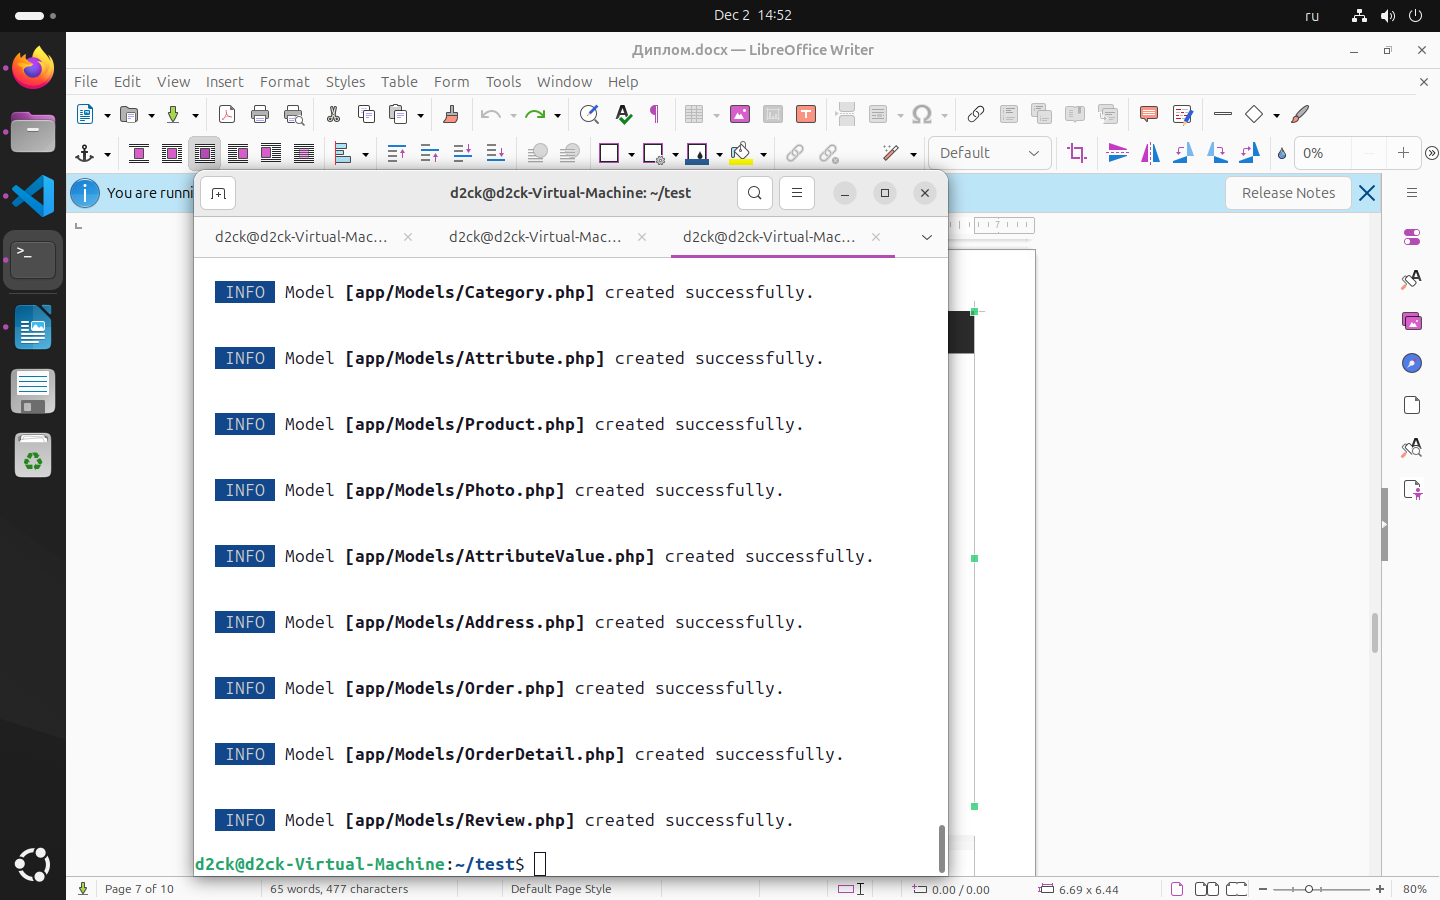 Dec 2 14:52
ru
Диплом.docx — LibreOffice Writer
File Edit View Insert Format Styles Table Form Tools Window Help
Default
0%
You are runni
Release Notes
d2ck@d2ck-Virtual-Machine: ~/test
d2ck@d2ck-Virtual-Mac... d2ck@d2ck-Virtual-Mac... d2ck@d2ck-Virtual-Mac...
7
INFO Model [app/Models/Category.php] created successfully.
INFO Model [app/Models/Attribute.php] created successfully.
INFO Model [app/Models/Product.php] created successfully.
INFO Model [app/Models/Photo.php] created successfully.
INFO Model [app/Models/AttributeValue.php] created successfully.
INFO Model [app/Models/Address.php] created successfully.
INFO Model [app/Models/Order.php] created successfully.
INFO Model [app/Models/OrderDetail.php] created successfully.
INFO Model [app/Models/Review.php] created successfully.
d2ck@d2ck-Virtual-Machine:~/test$
Page 7 of 10 65 words, 477 characters Default Page Style 0.00 / 0.00 6.69 x 6.44 80%